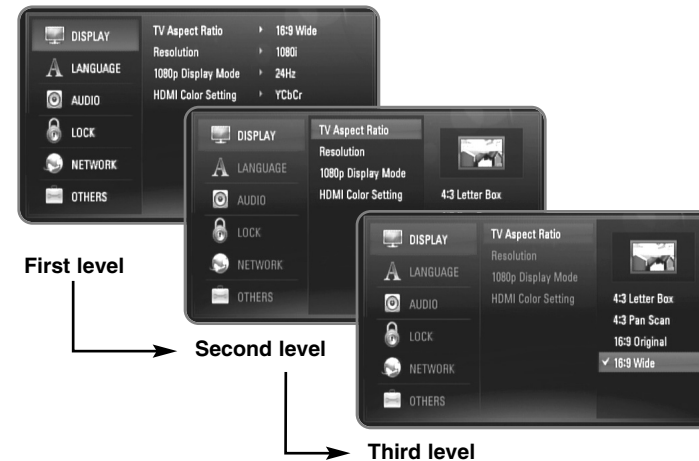 DISPLAY
LANGUAGE
AUDIO
LOCK
NETWORK
OTHERS
TV Aspect Ratio 16:9 Wide
Resolution 1080i
1080p Display Mode 24Hz
HDMI Color Setting YCbCr
First level
DISPLAY
LANGUAGE
AUDIO
LOCK
NETWORK
OTHERS
TV Aspect Ratio
Resolution
1080p Display Mode
HDMI Color Setting
4:3 Letter Box
Second level
DISPLAY
LANGUAGE
AUDIO
LOCK
NETWORK
OTHERS
TV Aspect Ratio
Resolution
1080p Display Mode
HDMI Color Setting
4:3 Letter Box
4:3 Pan Scan
16:9 Original
✓ 16:9 Wide
Third level